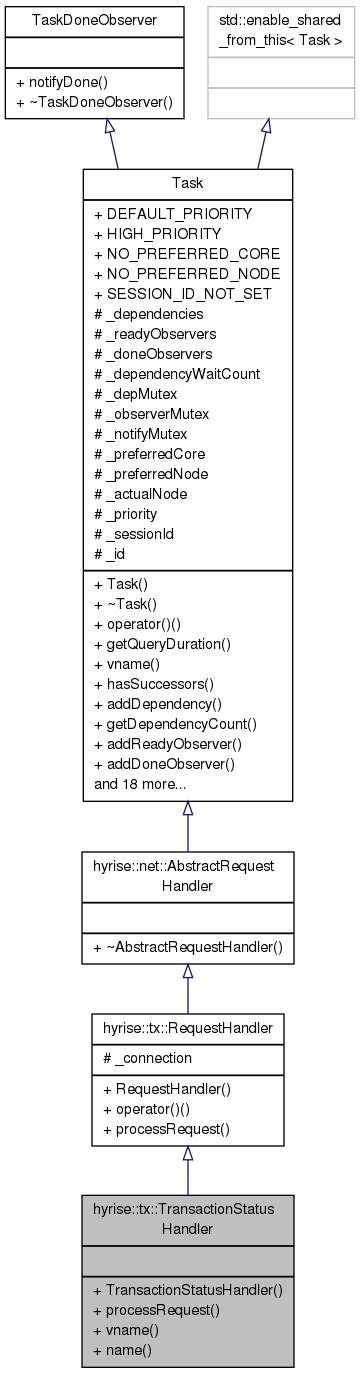 TaskDoneObserver
+ notifyDone()
+ ~TaskDoneObserver()
std::enable_shared
_from_this< Task >
Task
+ DEFAULT_PRIORITY
+ HIGH_PRIORITY
+ NO_PREFERRED_CORE
+ NO_PREFERRED_NODE
+ SESSION_ID_NOT_SET
# _dependencies
# _readyObservers
# _doneObservers
# _dependencyWaitCount
# _depMutex
# _observerMutex
# _notifyMutex
# _preferredCore
# _preferredNode
# _actualNode
# _priority
# _sessionId
# _id
+ Task()
+ ~Task()
+ operator()()
+ getQueryDuration()
+ vname()
+ hasSuccessors()
+ addDependency()
+ getDependencyCount()
+ addReadyObserver()
+ addDoneObserver()
and 18 more...
hyrise::net::AbstractRequest
Handler
+ ~AbstractRequestHandler()
hyrise::tx::RequestHandler
# _connection
+ RequestHandler()
+ operator()()
+ processRequest()
hyrise::tx::TransactionStatus
Handler
+ TransactionStatusHandler()
+ processRequest()
+ vname()
+ name()